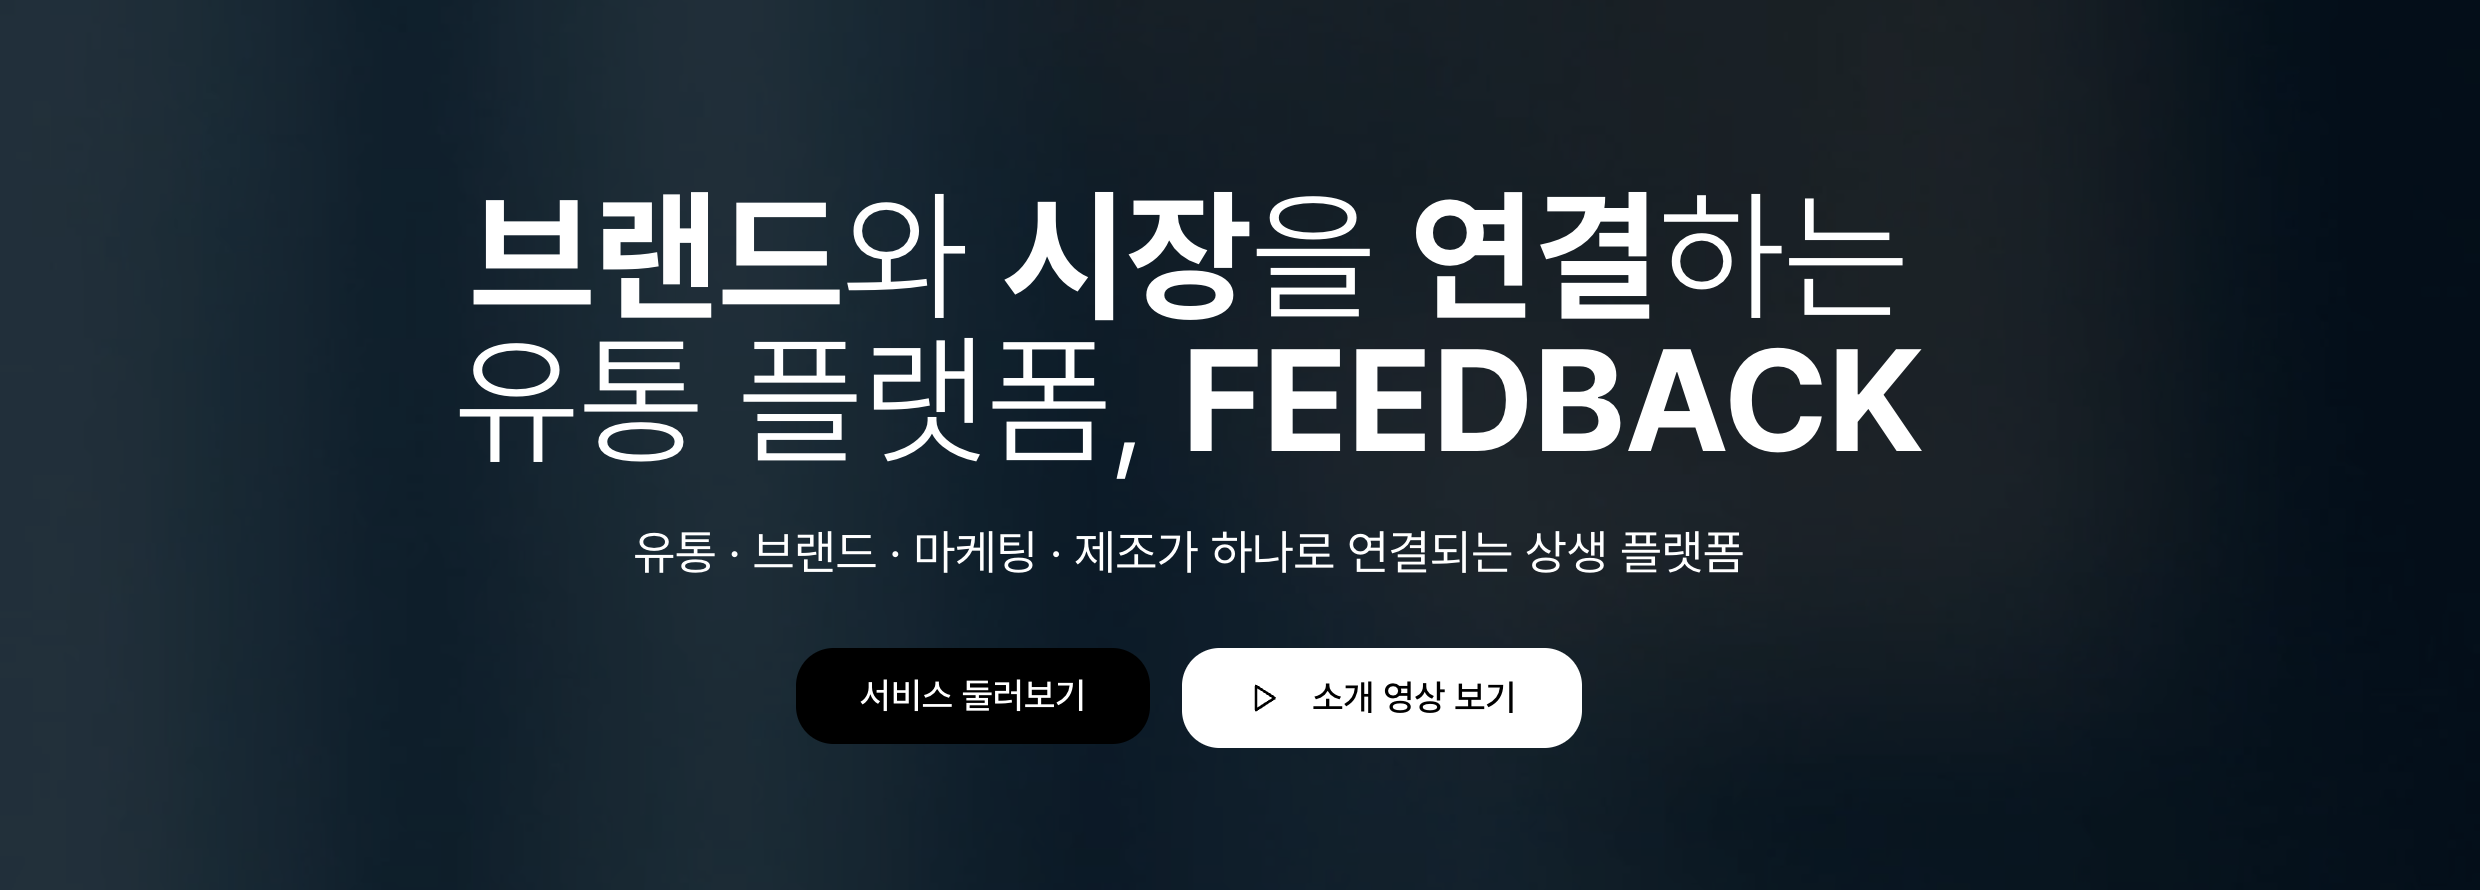 브랜드와 시장을 연결하는
유통 플랫폼, FEEDBACK
유통 · 브랜드 · 마케팅 · 제조가 하나로 연결되는 상생 플랫폼
서비스 둘러보기
소개 영상 보기